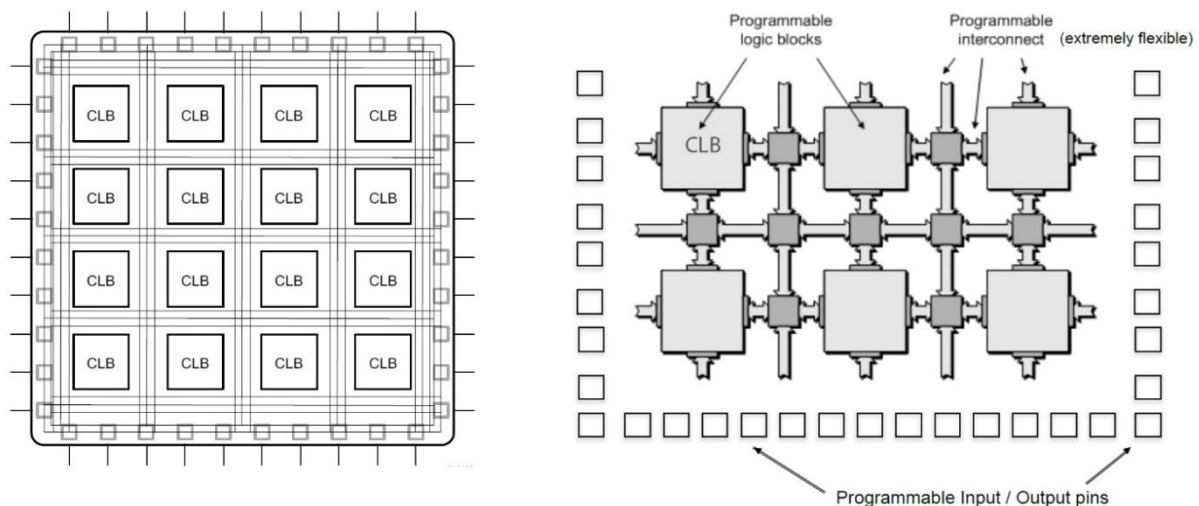 CLB CLB CLB CLB
CLB CLB CLB CLB
CLB CLB CLB CLB
CLB CLB CLB CLB
Programmable
logic blocks
Programmable
interconnect (extremely flexible)
CLB
Programmable Input / Output pins